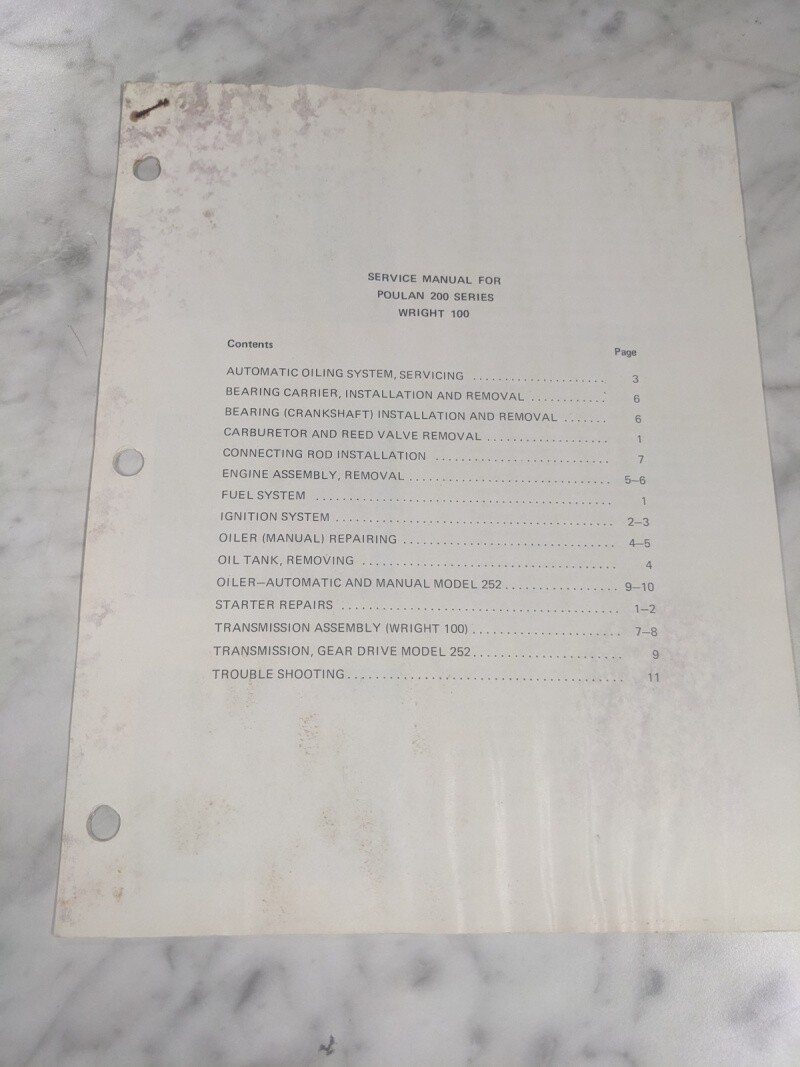 SERVICE MANUAL FOR
POULAN 200 SERIES
WRIGHT 100
Contents Page
AUTOMATIC OILING SYSTEM, SERVICING .................... 3
BEARING CARRIER, INSTALLATION AND REMOVAL ............ 6
BEARING (CRANKSHAFT) INSTALLATION AND REMOVAL ....... 6
CARBURETOR AND REED VALVE REMOVAL .................. 1
CONNECTING ROD INSTALLATION .......................... 7
ENGINE ASSEMBLY, REMOVAL .............................. 5–6
FUEL SYSTEM ............................................ 1
IGNITION SYSTEM ......................................... 2–3
OILER (MANUAL) REPAIRING ................................ 4–5
OIL TANK, REMOVING ...................................... 4
OILER–AUTOMATIC AND MANUAL MODEL 252 ................. 9–10
STARTER REPAIRS ......................................... 1–2
TRANSMISSION ASSEMBLY (WRIGHT 100) ...................... 7–8
TRANSMISSION, GEAR DRIVE MODEL 252 ...................... 9
TROUBLE SHOOTING ......................................... 11